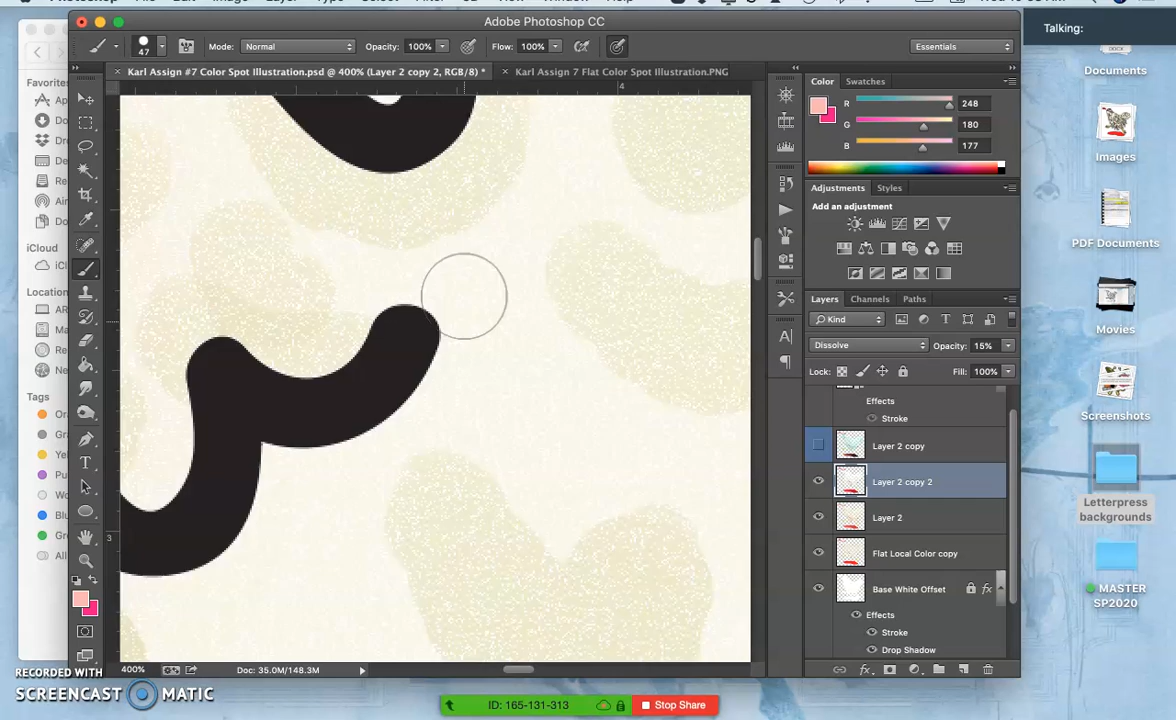 Adobe Photoshop CC
Talking:
47
Mode: Normal
Opacity: 100%
Flow: 100%
Essentials
Karl Assign #7 Color Spot Illustration.psd @ 400% (Layer 2 copy 2, RGB/8) *
Karl Assign 7 Flat Color Spot Illustration.PNG
4
3
Favorites
iCloud
Tags
Color
Swatches
R 248
G 180
B 177
Adjustments
Styles
Add an adjustment
Layers
Channels
Paths
Kind
Dissolve
Opacity: 15%
Lock:
Fill: 100%
Effects
Stroke
Layer 2 copy
Layer 2 copy 2
Layer 2
Flat Local Color copy
Base White Offset
fx
Effects
Stroke
Drop Shadow
400%
Doc: 35.0M/148.3M
Documents
Images
PDF Documents
Movies
Screenshots
Letterpress
backgrounds
MASTER
SP2020
RECORDED WITH
SCREENCAST MATIC
ID: 165-131-313
Stop Share